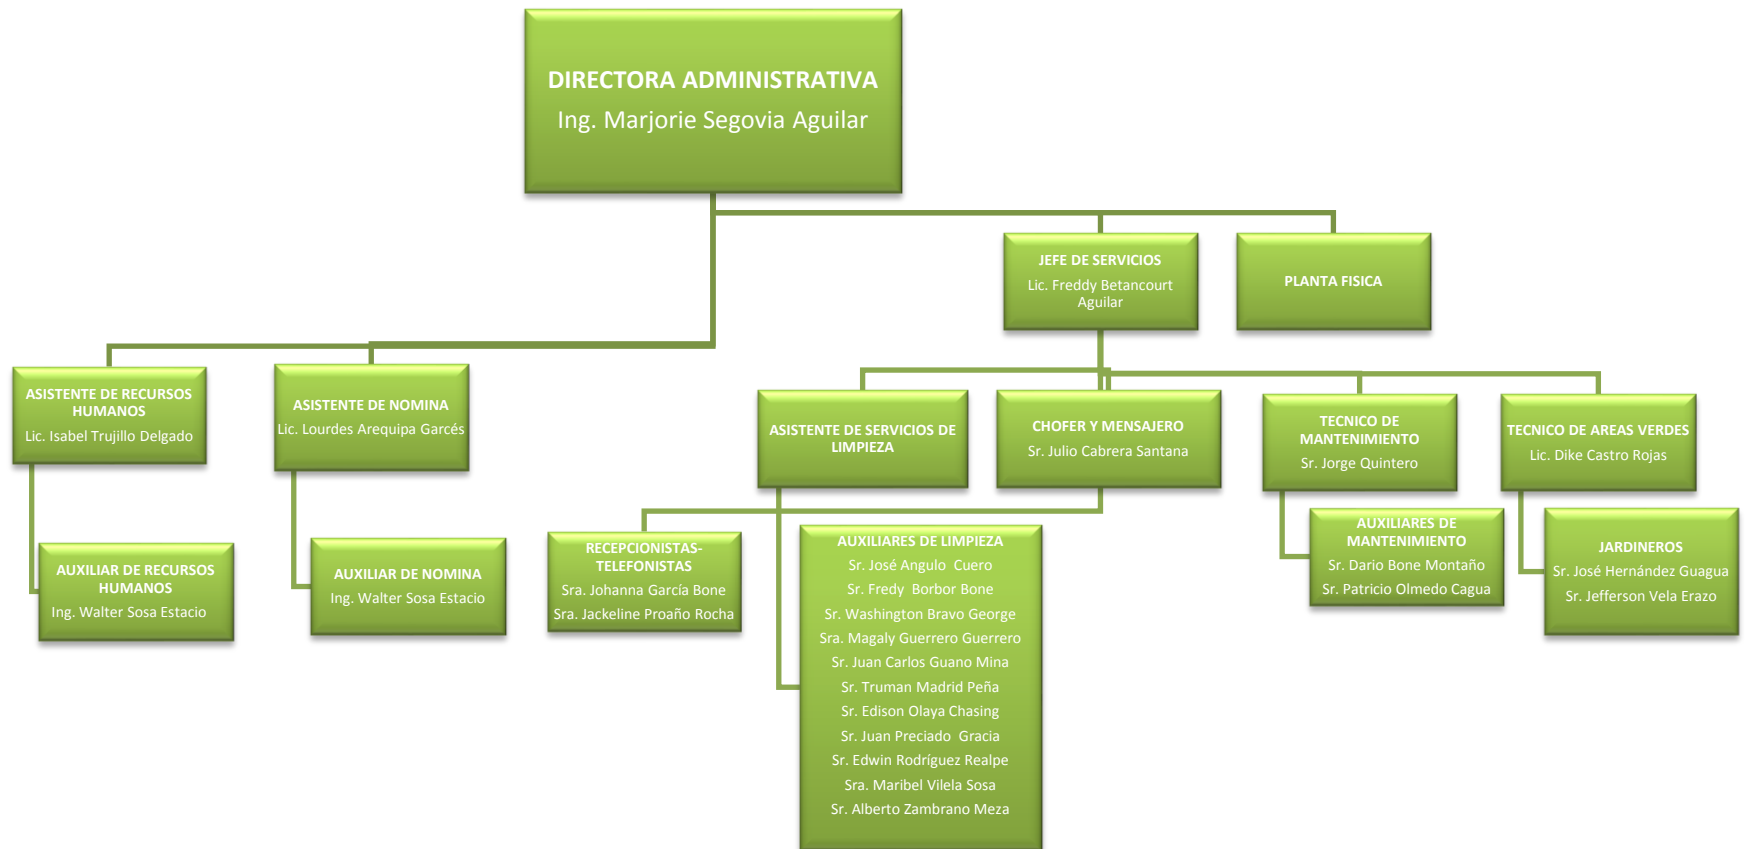 DIRECTORA ADMINISTRATIVA
Ing. Marjorie Segovia Aguilar
JEFE DE SERVICIOS
Lic. Freddy Betancourt
Aguilar
PLANTA FISICA
ASISTENTE DE RECURSOS
HUMANOS
Lic. Isabel Trujillo Delgado
ASISTENTE DE NOMINA
Lic. Lourdes Arequipa Garcés
ASISTENTE DE SERVICIOS DE
LIMPIEZA
CHOFER Y MENSAJERO
Sr. Julio Cabrera Santana
TECNICO DE
MANTENIMIENTO
Sr. Jorge Quintero
TECNICO DE AREAS VERDES
Lic. Dike Castro Rojas
AUXILIAR DE RECURSOS
HUMANOS
Ing. Walter Sosa Estacio
AUXILIAR DE NOMINA
Ing. Walter Sosa Estacio
RECEPCIONISTAS-
TELEFONISTAS
Sra. Johanna García Bone
Sra. Jackeline Proaño Rocha
AUXILIARES DE LIMPIEZA
Sr. José Angulo Cuero
Sr. Fredy Borbor Bone
Sr. Washington Bravo George
Sra. Magaly Guerrero Guerrero
Sr. Juan Carlos Guano Mina
Sr. Truman Madrid Peña
Sr. Edison Olaya Chasing
Sr. Juan Preciado Gracia
Sr. Edwin Rodríguez Realpe
Sra. Maribel Vilela Sosa
Sr. Alberto Zambrano Meza
AUXILIARES DE
MANTENIMIENTO
Sr. Dario Bone Montaño
Sr. Patricio Olmedo Cagua
JARDINEROS
Sr. José Hernández Guagua
Sr. Jefferson Vela Erazo